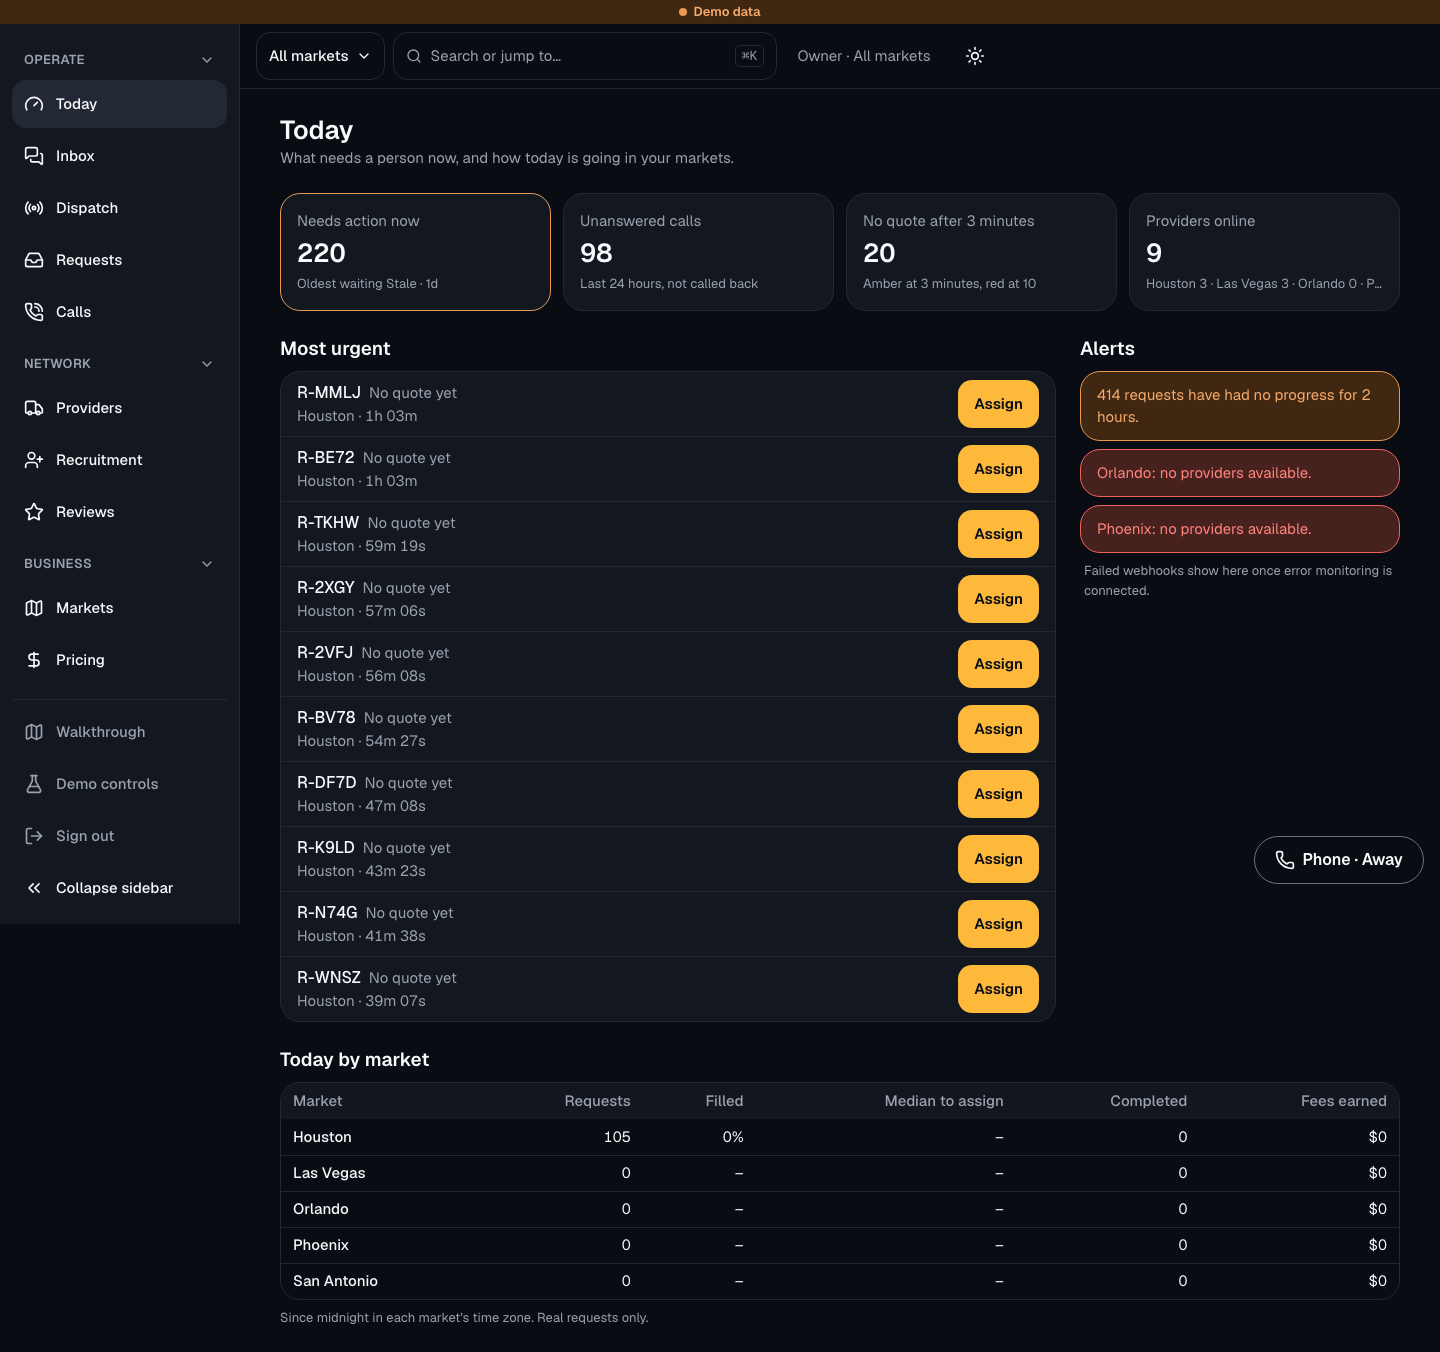 Demo data
OPERATE
Today
Inbox
Dispatch
Requests
Calls
NETWORK
Providers
Recruitment
Reviews
BUSINESS
Markets
Pricing
Walkthrough
Demo controls
Sign out
Collapse sidebar
All markets
Search or jump to...
⌘K
Owner · All markets
Today
What needs a person now, and how today is going in your markets.
Needs action now
220
Oldest waiting Stale · 1d
Unanswered calls
98
Last 24 hours, not called back
No quote after 3 minutes
20
Amber at 3 minutes, red at 10
Providers online
9
Houston 3 · Las Vegas 3 · Orlando 0 · P...
Most urgent
R-MMLJ No quote yet
Houston · 1h 03m
Assign
R-BE72 No quote yet
Houston · 1h 03m
Assign
R-TKHW No quote yet
Houston · 59m 19s
Assign
R-2XGY No quote yet
Houston · 57m 06s
Assign
R-2VFJ No quote yet
Houston · 56m 08s
Assign
R-BV78 No quote yet
Houston · 54m 27s
Assign
R-DF7D No quote yet
Houston · 47m 08s
Assign
R-K9LD No quote yet
Houston · 43m 23s
Assign
R-N74G No quote yet
Houston · 41m 38s
Assign
R-WNSZ No quote yet
Houston · 39m 07s
Assign
Alerts
414 requests have had no progress for 2
hours.
Orlando: no providers available.
Phoenix: no providers available.
Failed webhooks show here once error monitoring is
connected.
Phone · Away
Today by market
Market Requests Filled Median to assign Completed Fees earned
Houston 105 0% – 0 $0
Las Vegas 0 – – 0 $0
Orlando 0 – – 0 $0
Phoenix 0 – – 0 $0
San Antonio 0 – – 0 $0
Since midnight in each market's time zone. Real requests only.